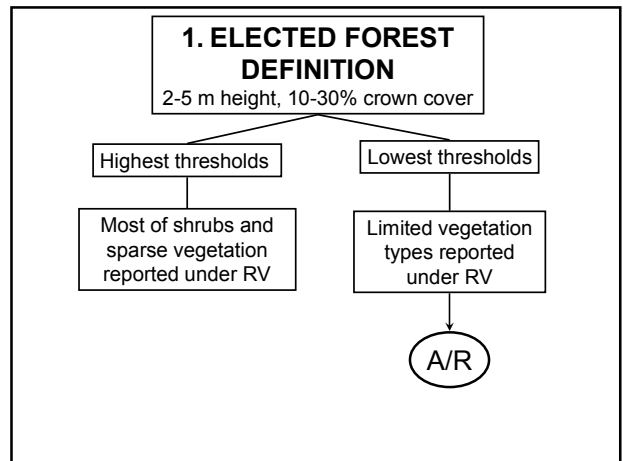 1. ELECTED FOREST
DEFINITION
2-5 m height, 10-30% crown cover
Highest thresholds
Lowest thresholds
Most of shrubs and
sparse vegetation
reported under RV
Limited vegetation
types reported
under RV
A/R